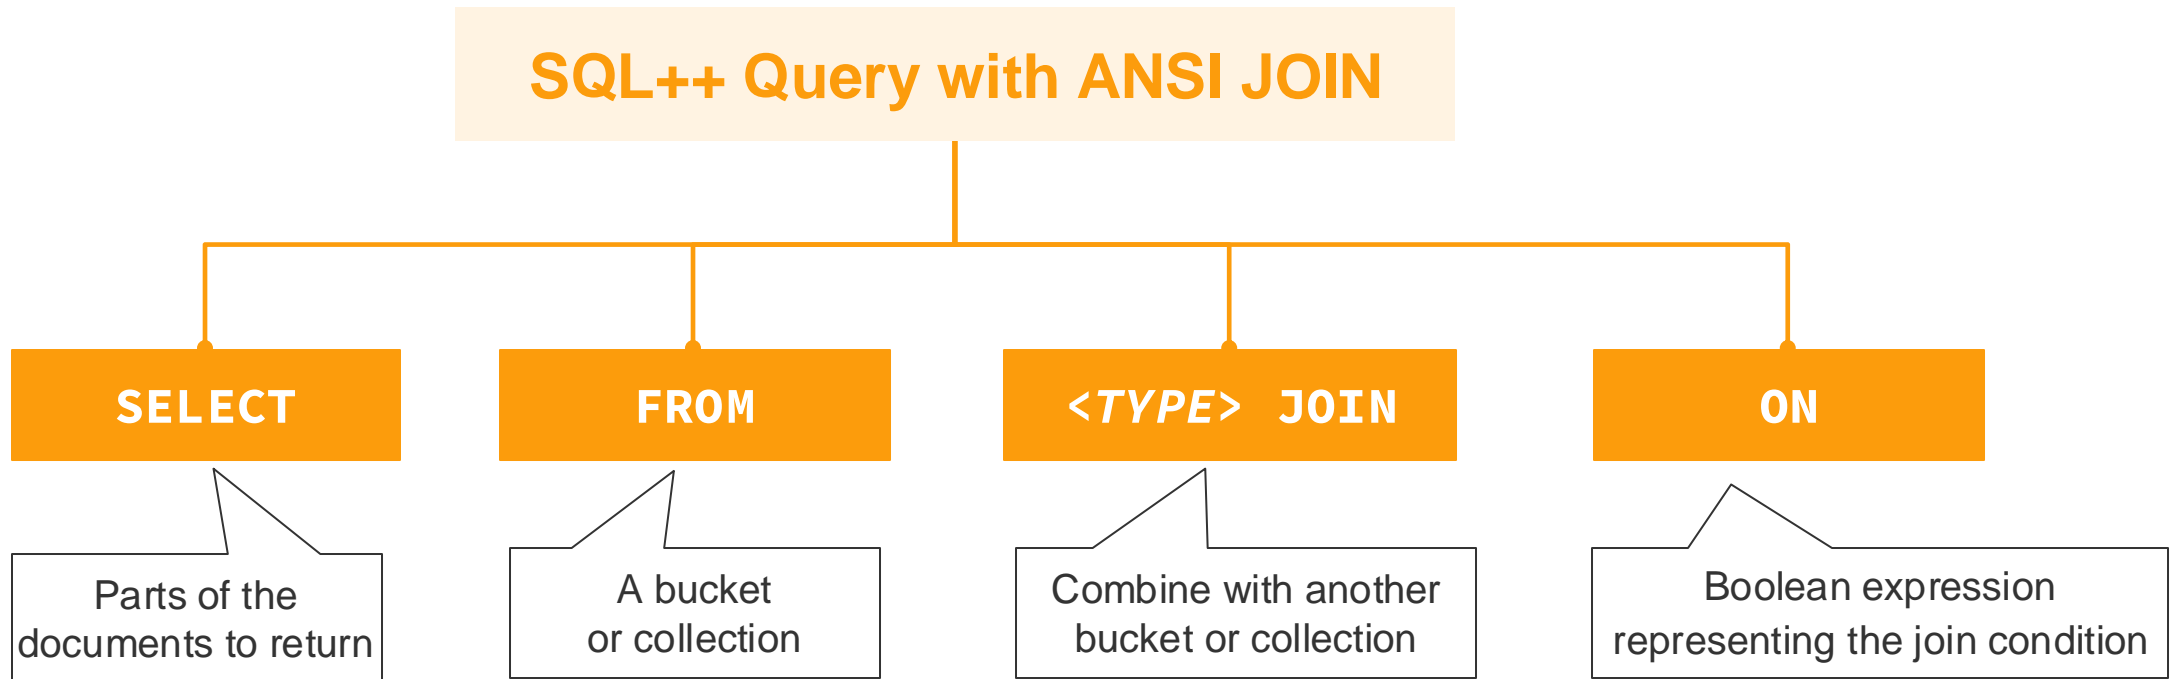 SQL++ Query with ANSI JOIN
SELECT
FROM
<TYPE> JOIN
ON
Parts of the
documents to return
A bucket
or collection
Combine with another
bucket or collection
Boolean expression
representing the join condition